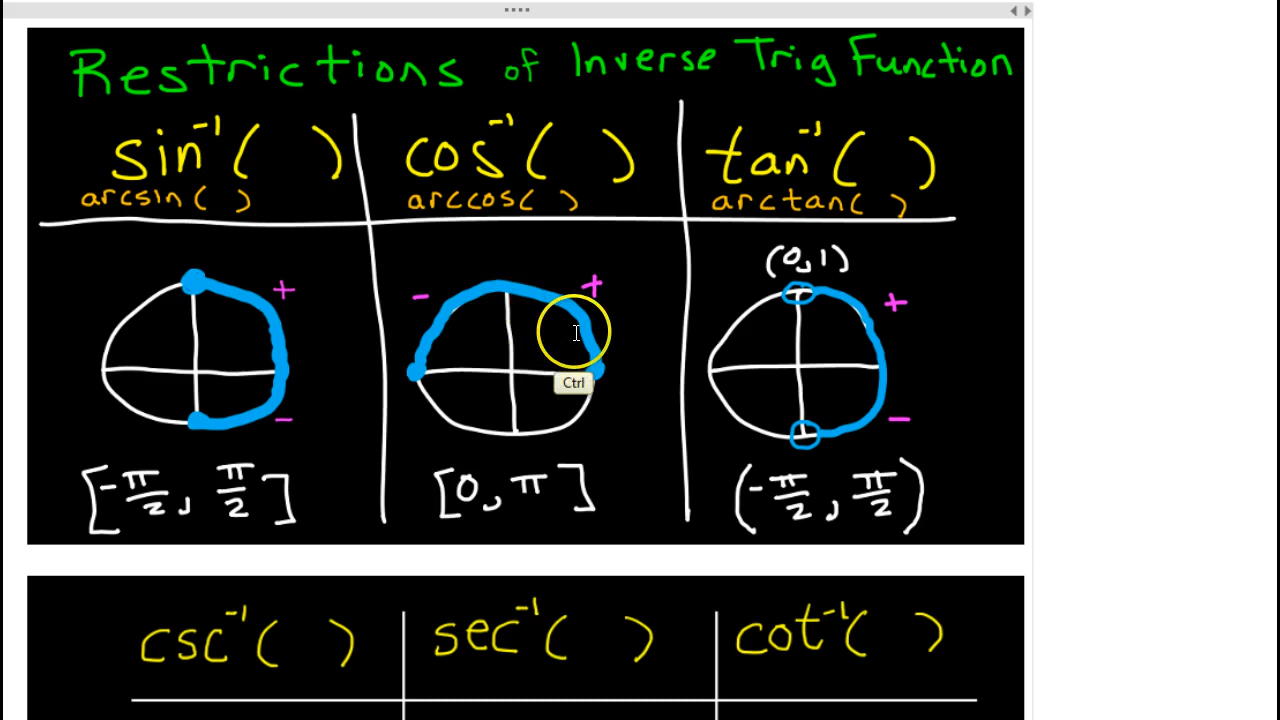 Restrictions of Inverse Trig Function
sin⁻¹( ) cos⁻¹( ) tan⁻¹( )
arcsin( ) arccos( ) arctan( )
(0,1)
+ - + +
Ctrl
- -
[-π/2, π/2] [0, π] (-π/2, π/2)
csc⁻¹( ) sec⁻¹( ) cot⁻¹( )